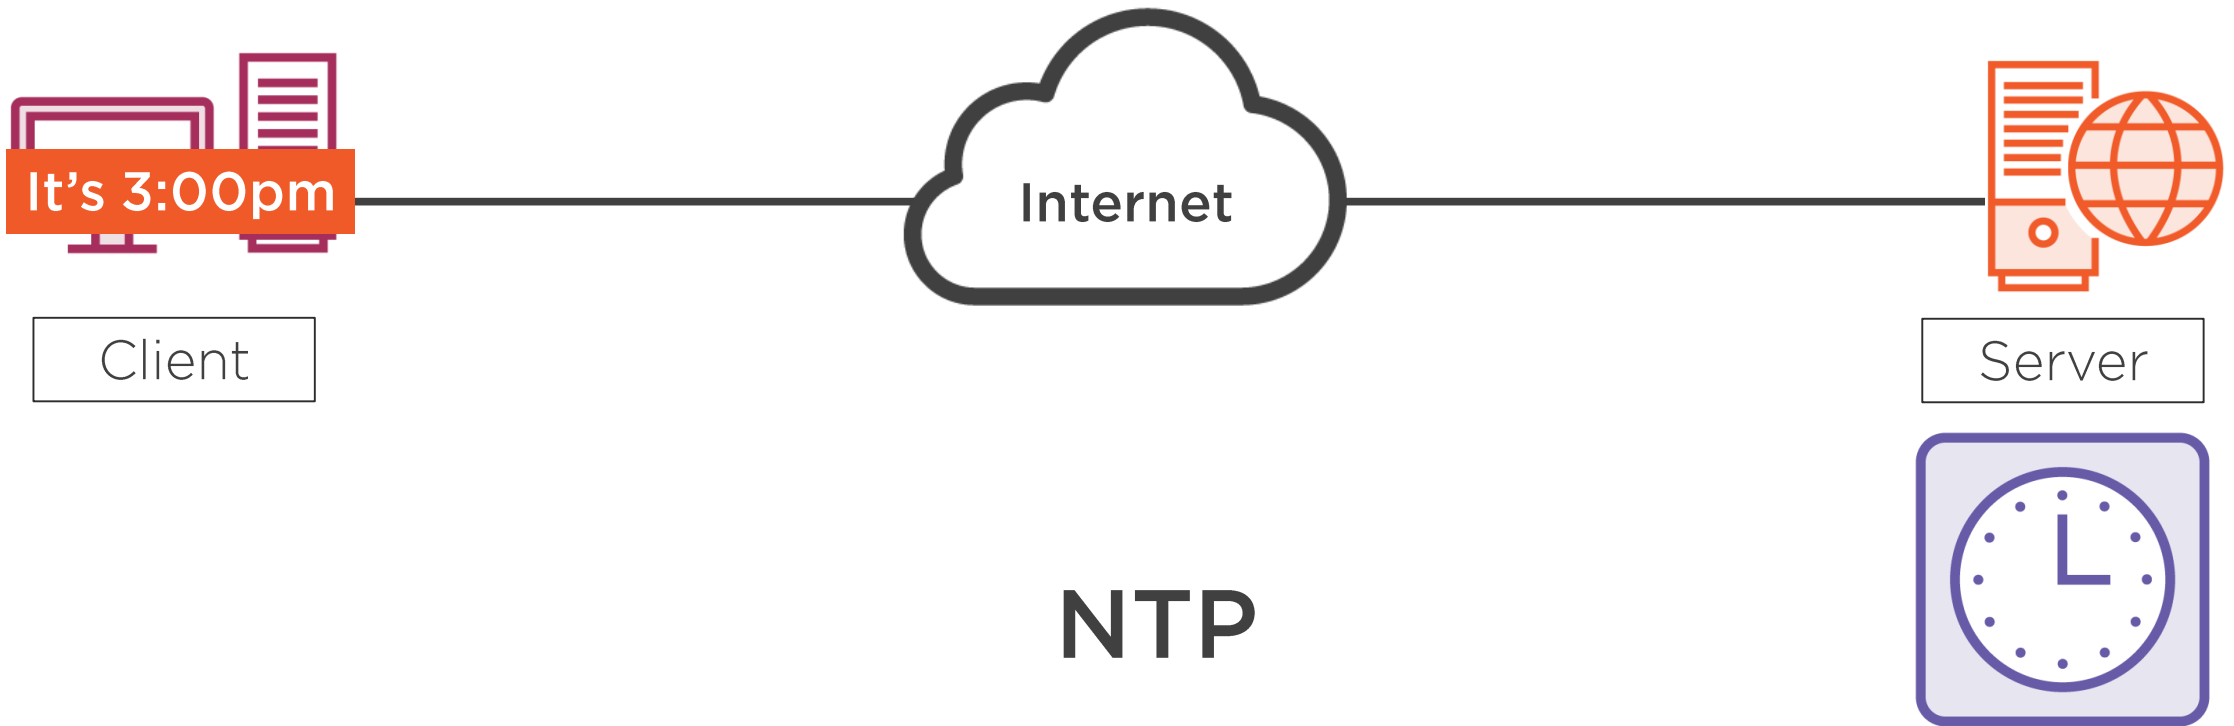 It’s 3:00pm
Internet
Client
Server
NTP